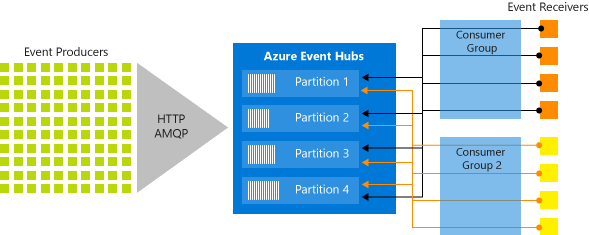 Event Producers
HTTP
AMQP
Azure Event Hubs
Partition 1
Partition 2
Partition 3
Partition 4
Consumer
Group
Consumer
Group 2
Event Receivers